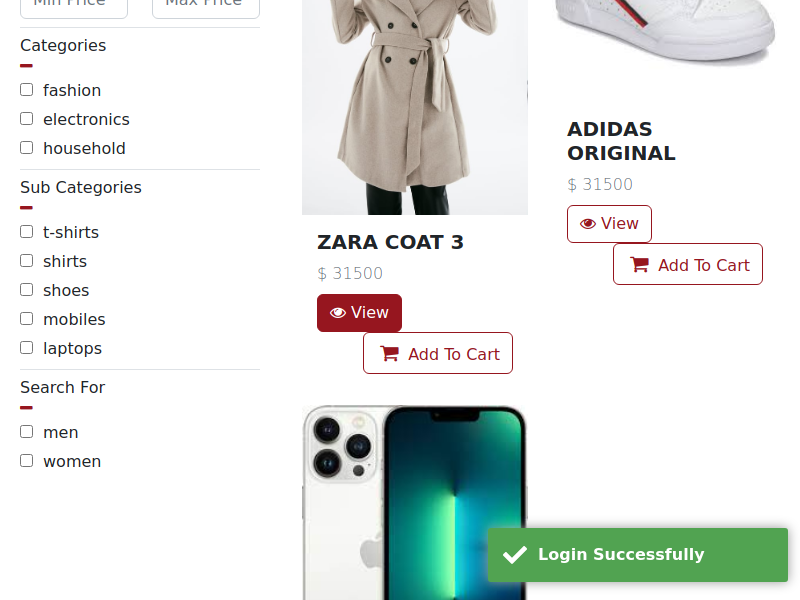 Min Price
Max Price
Categories
fashion
electronics
household
Sub Categories
t-shirts
shirts
shoes
mobiles
laptops
Search For
men
women
ZARA COAT 3
$ 31500
View
Add To Cart
ADIDAS
ORIGINAL
$ 31500
View
Add To Cart
Login Successfully